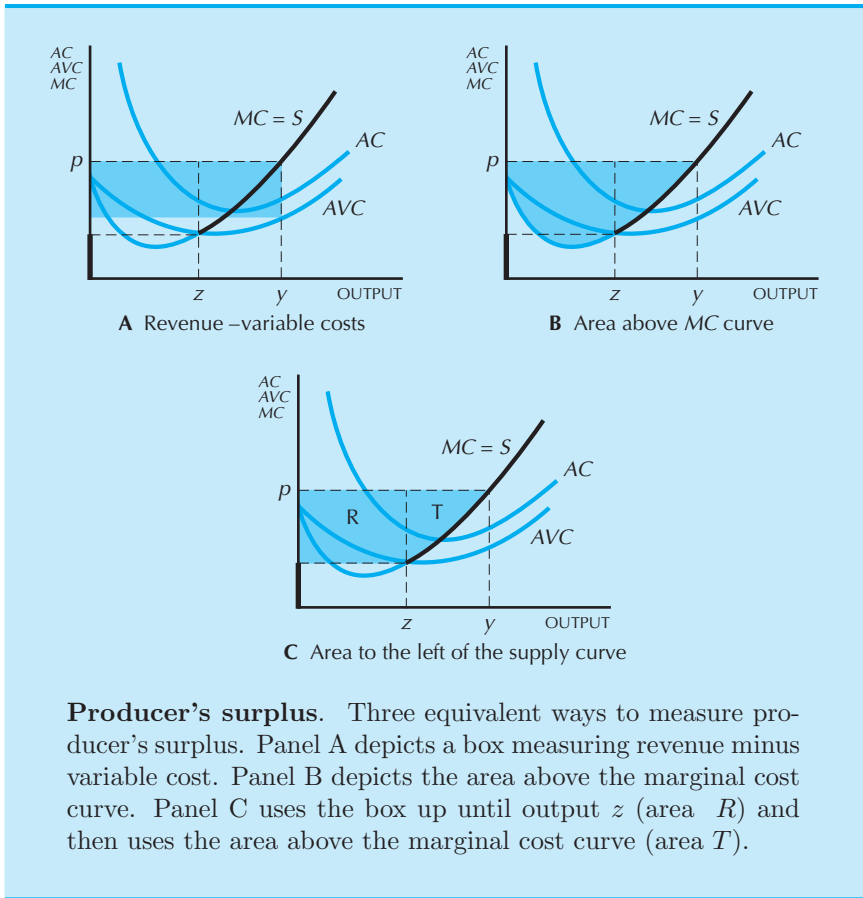 AC
AVC
MC
MC = S
AC
p
AVC
z y OUTPUT
A Revenue –variable costs
AC
AVC
MC
MC = S
AC
p
AVC
z y OUTPUT
B Area above MC curve
AC
AVC
MC
MC = S
AC
p
R T
AVC
z y OUTPUT
C Area to the left of the supply curve
Producer's surplus. Three equivalent ways to measure pro-
ducer's surplus. Panel A depicts a box measuring revenue minus
variable cost. Panel B depicts the area above the marginal cost
curve. Panel C uses the box up until output z (area R) and
then uses the area above the marginal cost curve (area T).